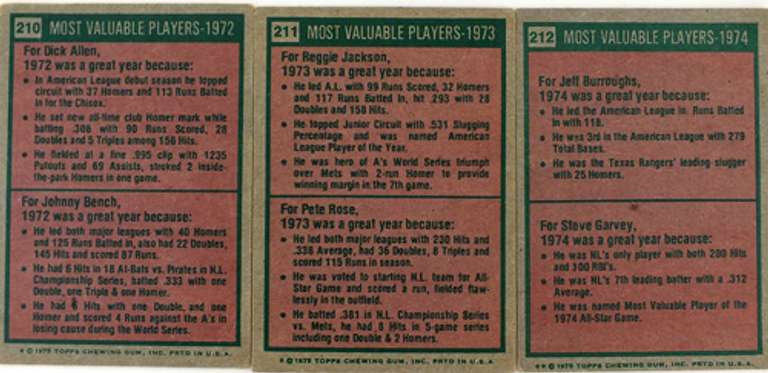 210 MOST VALUABLE PLAYERS-1972
For Dick Allen,
1972 was a great year because:
● In American League debut season he topped
circuit with 37 Homers and 113 Runs Batted
In for the Chisox.
● He set new all-time club Homer mark while
batting .308 with 90 Runs Scored, 28
Doubles and 5 Triples among 156 Hits.
● He fielded at a fine .995 clip with 1235
Putouts and 69 Assists, stroked 2 inside-
the-park Homers in one game.
For Johnny Bench,
1972 was a great year because:
● He led both major leagues with 40 Homers
and 125 Runs Batted In, also had 22 Doubles,
145 Hits and scored 87 Runs.
● He had 6 Hits in 18 At-Bats vs. Pirates in N.L.
Championship Series, batted .333 with one
Double, one Triple & one Homer.
● He had 6 Hits with one Double, and one
Homer and scored 4 Runs against the A's in
losing cause during the World Series.
© 1975 TOPPS CHEWING GUM, INC. PRTD IN U.S.A.
211 MOST VALUABLE PLAYERS-1973
For Reggie Jackson,
1973 was a great year because:
● He led A.L. with 99 Runs Scored, 32 Homers
and 117 Runs Batted In, hit .293 with 28
Doubles and 158 Hits.
● He topped Junior Circuit with .531 Slugging
Percentage and was named American
League Player of the Year.
● He was hero of A's World Series triumph
over Mets with 2-run Homer to provide
winning margin in the 7th game.
For Pete Rose,
1973 was a great year because:
● He led both major leagues with 230 Hits and
.338 Average, had 36 Doubles, 8 Triples and
scored 115 Runs in season.
● He was voted to starting N.L. team for All-
Star Game and scored a run, fielded flaw-
lessly in the outfield.
● He batted .381 in N.L. Championship Series
vs. Mets, he had 8 Hits in 5-game series
including one Double & 2 Homers.
** © 1975 TOPPS CHEWING GUM, INC. PRTD IN U.S.A.
212 MOST VALUABLE PLAYERS-1974
For Jeff Burroughs,
1974 was a great year because:
● He led the American League in. Runs Batted
In with 118.
● He was 3rd in the American League with 279
Total Bases.
● He was the Texas Rangers' leading slugger
with 25 Homers.
For Steve Garvey,
1974 was a great year because:
● He was NL's only player with both 200 Hits
and 300 RBI's.
● He was NL's 7th leading batter with a .312
Average.
● He was named Most Valuable Player of the
1974 All-Star Game.
** © 1975 TOPPS CHEWING GUM, INC. PRTD IN U.S.A.